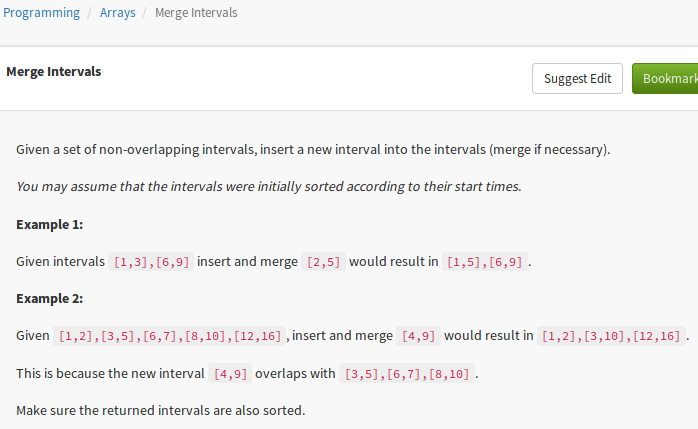 Programming / Arrays / Merge Intervals
Merge Intervals
Suggest Edit
Bookmark
Given a set of non-overlapping intervals, insert a new interval into the intervals (merge if necessary).
You may assume that the intervals were initially sorted according to their start times.
Example 1:
Given intervals [1,3],[6,9] insert and merge [2,5] would result in [1,5],[6,9] .
Example 2:
Given [1,2],[3,5],[6,7],[8,10],[12,16] , insert and merge [4,9] would result in [1,2],[3,10],[12,16] .
This is because the new interval [4,9] overlaps with [3,5],[6,7],[8,10] .
Make sure the returned intervals are also sorted.